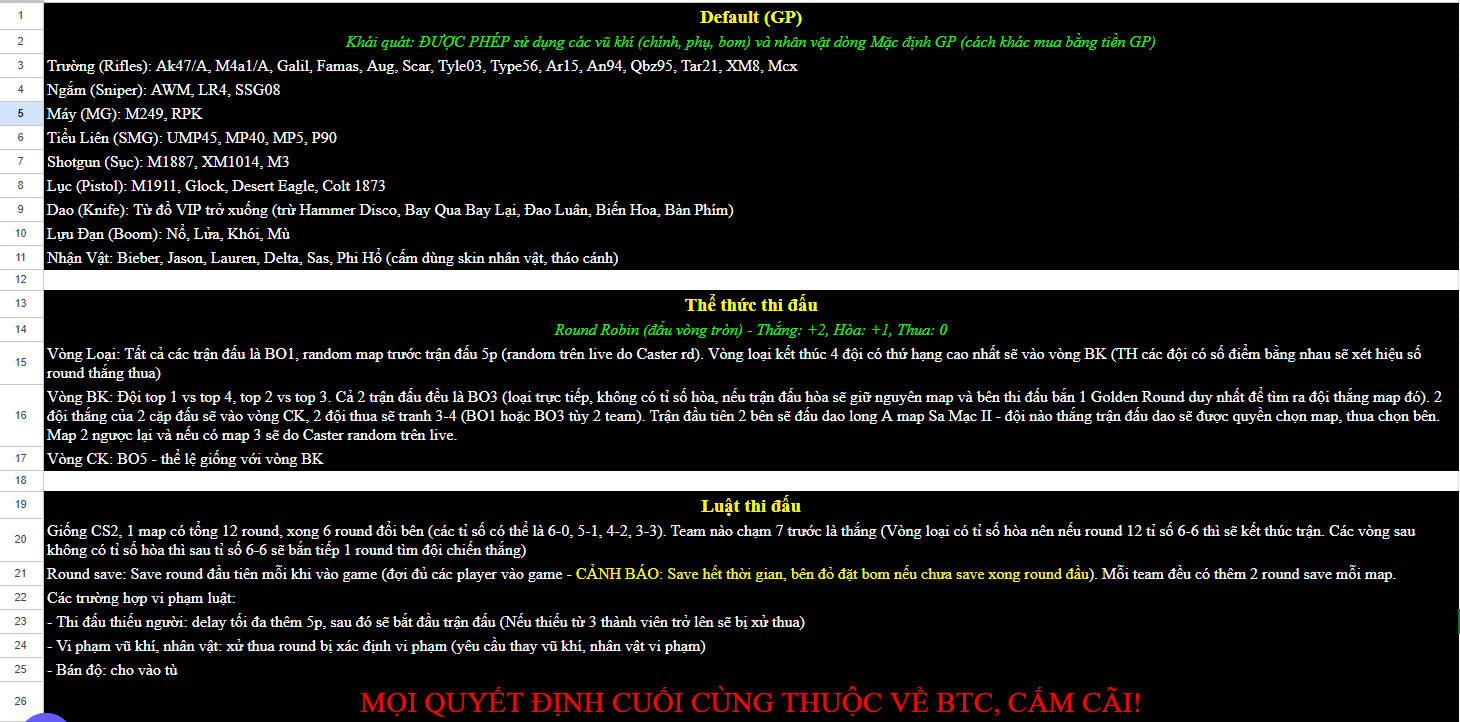 1
Default (GP)
2
Khái quát: ĐƯỢC PHÉP sử dụng các vũ khí (chính, phụ, bom) và nhân vật dòng Mặc định GP (cách khác mua bằng tiền GP)
3
Trường (Rifles): Ak47/A, M4a1/A, Galil, Famas, Aug, Scar, Tyle03, Type56, Ar15, An94, Qbz95, Tar21, XM8, Mcx
4
Ngắm (Sniper): AWM, LR4, SSG08
5
Máy (MG): M249, RPK
6
Tiểu Liên (SMG): UMP45, MP40, MP5, P90
7
Shotgun (Sục): M1887, XM1014, M3
8
Lục (Pistol): M1911, Glock, Desert Eagle, Colt 1873
9
Dao (Knife): Từ đồ VIP trở xuống (trừ Hammer Disco, Bay Qua Bay Lại, Đao Luân, Biến Hoa, Bàn Phím)
10
Lựu Đạn (Boom): Nổ, Lửa, Khói, Mù
11
Nhận Vật: Bieber, Jason, Lauren, Delta, Sas, Phi Hổ (cấm dùng skin nhân vật, tháo cánh)
12
13
Thể thức thi đấu
14
Round Robin (đấu vòng tròn) - Thắng: +2, Hòa: +1, Thua: 0
15
Vòng Loại: Tất cả các trận đấu là BO1, random map trước trận đấu 5p (random trên live do Caster rd). Vòng loại kết thúc 4 đội có thứ hạng cao nhất sẽ vào vòng BK (TH các đội có số điểm bằng nhau sẽ xét hiệu số
round thắng thua)
16
Vòng BK: Đội top 1 vs top 4, top 2 vs top 3. Cả 2 trận đấu đều là BO3 (loại trực tiếp, không có tỉ số hòa, nếu trận đấu hòa sẽ giữ nguyên map và bên thi đấu bắn 1 Golden Round duy nhất để tìm ra đội thắng map đó). 2
đội thắng của 2 cặp đấu sẽ vào vòng CK, 2 đội thua sẽ tranh 3-4 (BO1 hoặc BO3 tùy 2 team). Trận đầu tiên 2 bên sẽ đấu dao long A map Sa Mạc II - đội nào thắng trận đấu dao sẽ được quyền chọn map, thua chọn bên.
Map 2 ngược lại và nếu có map 3 sẽ do Caster random trên live.
17
Vòng CK: BO5 - thể lệ giống với vòng BK
18
19
Luật thi đấu
20
Giống CS2, 1 map có tổng 12 round, xong 6 round đổi bên (các tỉ số có thể là 6-0, 5-1, 4-2, 3-3). Team nào chạm 7 trước là thắng (Vòng loại có tỉ số hòa nên nếu round 12 tỉ số 6-6 thì sẽ kết thúc trận. Các vòng sau
không có tỉ số hòa thì sau tỉ số 6-6 sẽ bắn tiếp 1 round tìm đội chiến thắng)
21
Round save: Save round đầu tiên mỗi khi vào game (đợi đủ các player vào game - CẢNH BÁO: Save hết thời gian, bên đỏ đặt bom nếu chưa save xong round đầu). Mỗi team đều có thêm 2 round save mỗi map.
22
Các trường hợp vi phạm luật:
23
- Thi đấu thiếu người: delay tối đa thêm 5p, sau đó sẽ bắt đầu trận đấu (Nếu thiếu từ 3 thành viên trở lên sẽ bị xử thua)
24
- Vi phạm vũ khí, nhân vật: xử thua round bị xác định vi phạm (yêu cầu thay vũ khí, nhân vật vi phạm)
25
- Bán độ: cho vào tù
26
MỌI QUYẾT ĐỊNH CUỐI CÙNG THUỘC VỀ BTC, CẤM CÃI!